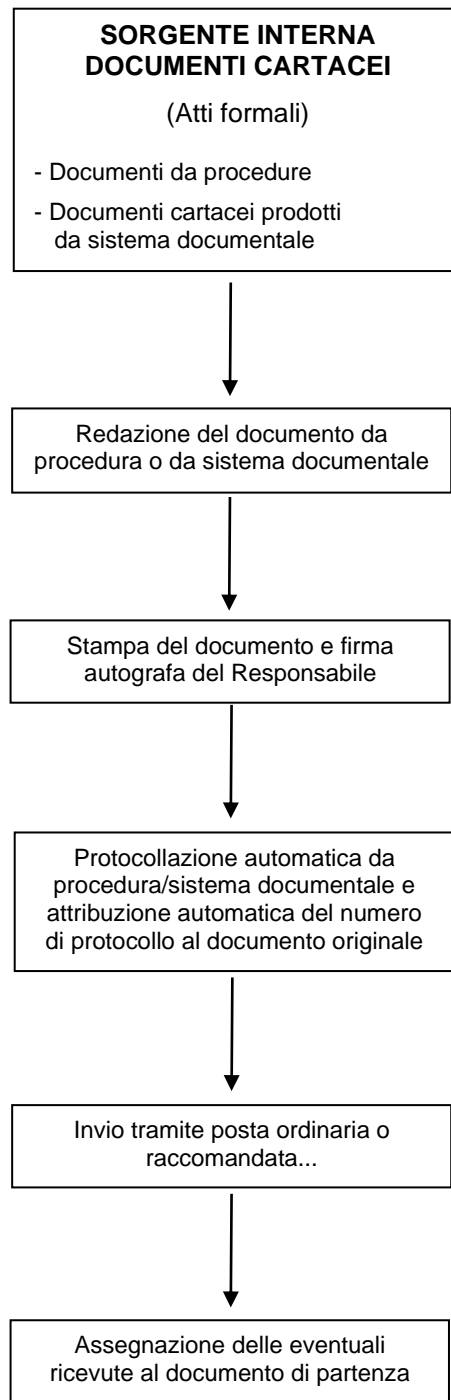 SORGENTE INTERNA
DOCUMENTI CARTACEI
(Atti formali)
- Documenti da procedure
- Documenti cartacei prodotti
da sistema documentale
Redazione del documento da
procedura o da sistema documentale
Stampa del documento e firma
autografa del Responsabile
Protocollazione automatica da
procedura/sistema documentale e
attribuzione automatica del numero
di protocollo al documento originale
Invio tramite posta ordinaria o
raccomandata...
Assegnazione delle eventuali
ricevute al documento di partenza